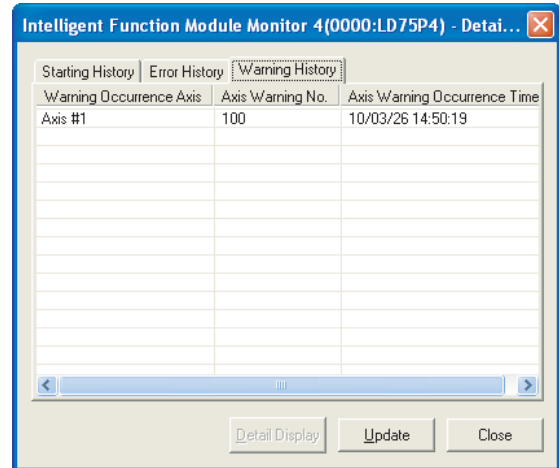 Intelligent Function Module Monitor 4(0000:LD75P4) - Detai...
Starting History Error History Warning History
Warning Occurrence Axis Axis Warning No. Axis Warning Occurrence Time
Axis #1 100 10/03/26 14:50:19
Detail Display Update Close